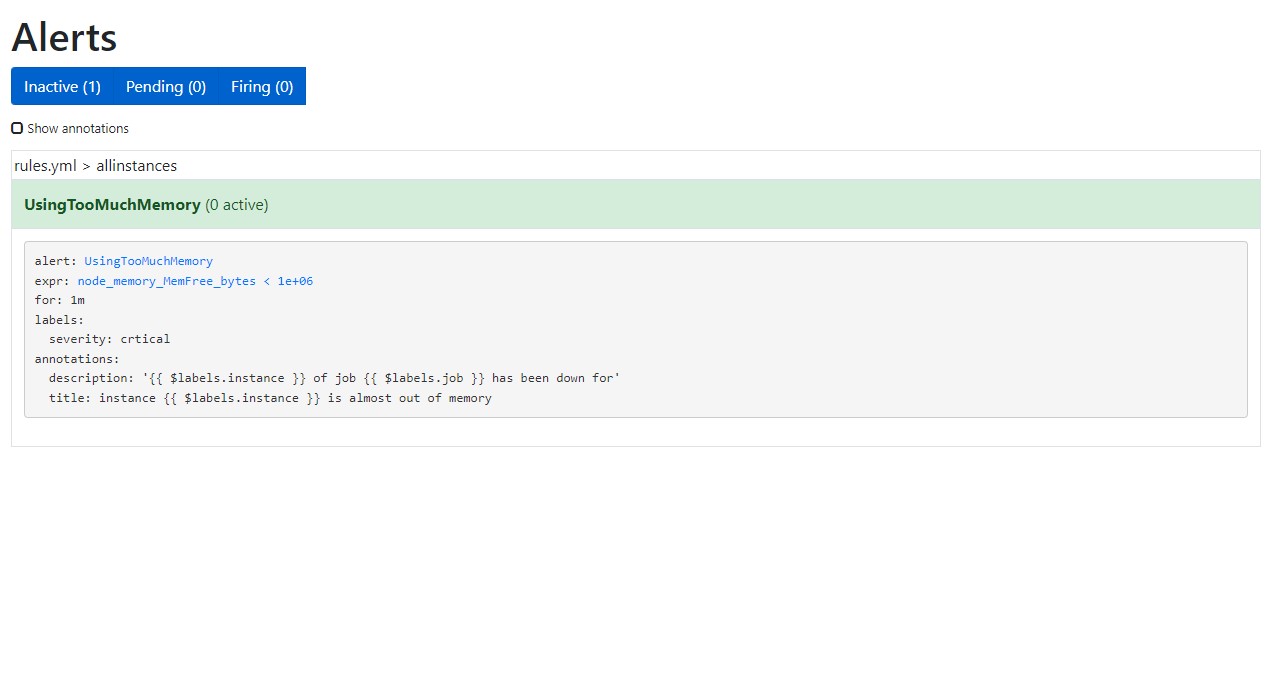 Alerts
Inactive (1) Pending (0) Firing (0)
Show annotations
rules.yml > allinstances
UsingTooMuchMemory (0 active)
alert: UsingTooMuchMemory
expr: node_memory_MemFree_bytes < 1e+06
for: 1m
labels:
  severity: crtical
annotations:
  description: '{{ $labels.instance }} of job {{ $labels.job }} has been down for'
  title: instance {{ $labels.instance }} is almost out of memory